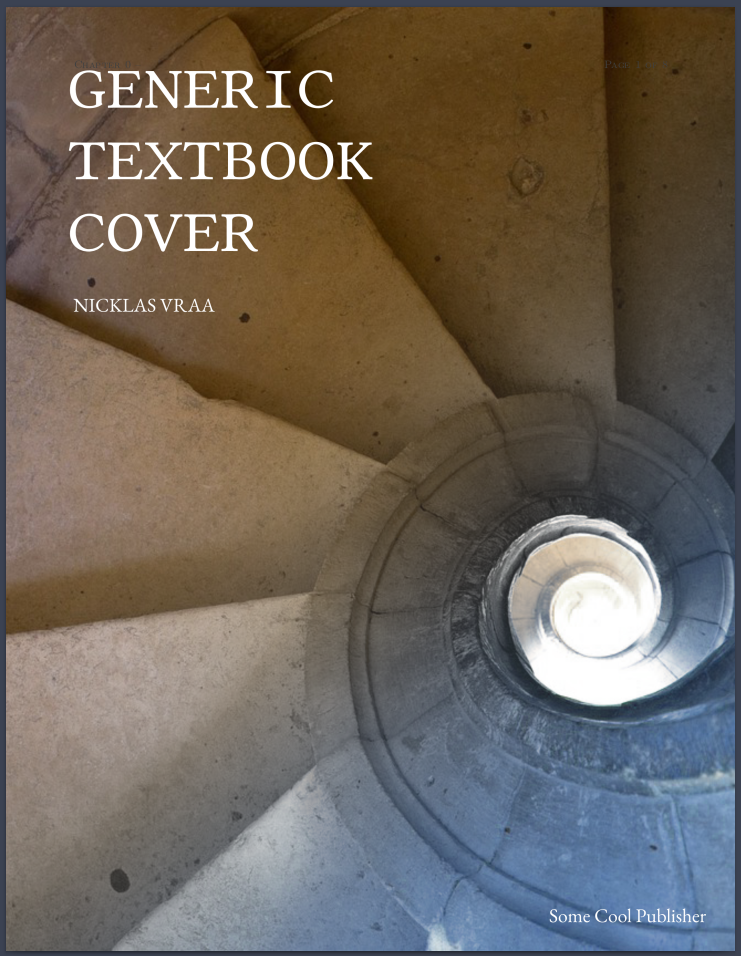 GENERIC
TEXTBOOK
COVER
NICKLAS VRAA
Some Cool Publisher